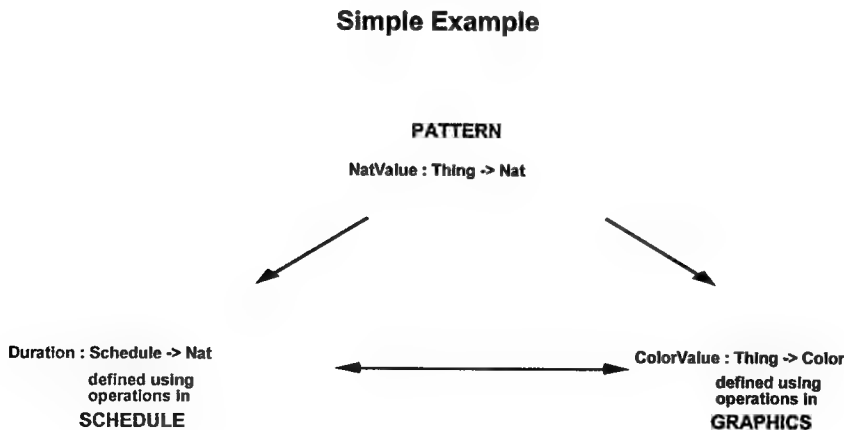 Simple Example
PATTERN
NatValue : Thing -> Nat
Duration : Schedule -> Nat
defined using
operations in
SCHEDULE
ColorValue : Thing -> Color
defined using
operations in
GRAPHICS